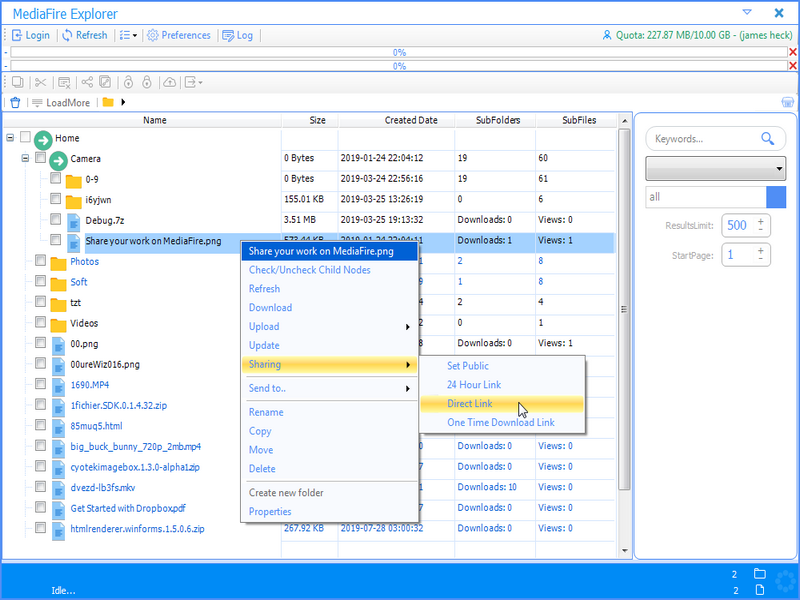 MediaFire Explorer
Login Refresh Preferences Log Quota: 227.87 MB/10.00 GB - (james heck)
0%
0%
LoadMore
Name Size Created Date SubFolders SubFiles
Home
Camera 0 Bytes 2019-01-24 22:04:12 19 60
0-9 0 Bytes 2019-03-24 22:56:16 19 61
i6yjwn 155.01 KB 2019-03-25 13:26:19 0 6
Debug.7z 3.51 MB 2019-03-25 19:13:32 Downloads: 0 Views: 0
Share your work on MediaFire.png 573.44 KB 2019-01-24 22:04:11 Downloads: 1 Views: 1
Photos 2 8
Soft 1 8
tzt 2 4
Videos 0 1
00.png Downloads: 0 Views: 1
00ureWiz016.png
1690.MP4
1fichier.SDK.0.1.4.32.zip
85muq5.html
big_buck_bunny_720p_2mb.mp4 Downloads: 0 Views: 0
cyotekimagebox.1.3.0-alpha1.zip Downloads: 0 Views: 0
dvezd-lb3fs.mkv Downloads: 10 Views: 0
Get Started with Dropbox.pdf Downloads: 0 Views: 0
htmlrenderer.winforms.1.5.0.6.zip 267.92 KB 2019-07-28 03:00:32 Downloads: 0 Views: 0
Share your work on MediaFire.png
Check/Uncheck Child Nodes
Refresh
Download
Upload
Update
Sharing
Send to..
Rename
Copy
Move
Delete
Create new folder
Properties
Set Public
24 Hour Link
Direct Link
One Time Download Link
Keywords...
all
ResultsLimit: 500
StartPage: 1
2
Idle... 2